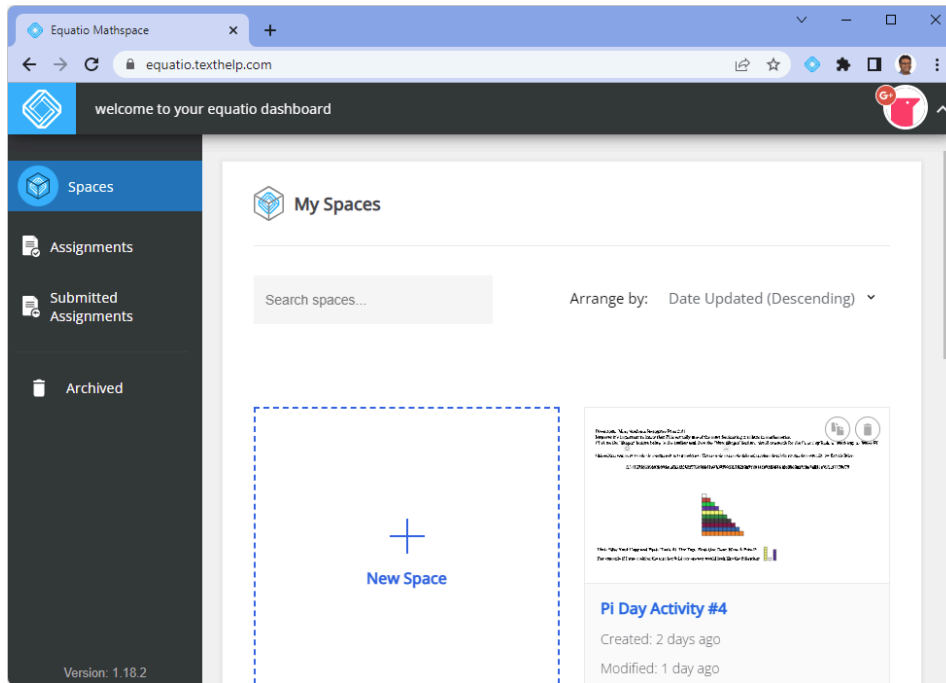 Equatio Mathspace
equatio.texthelp.com
welcome to your equatio dashboard
G+
Spaces
Assignments
Submitted
Assignments
Archived
Version: 1.18.2
My Spaces
Search spaces...
Arrange by: Date Updated (Descending)
New Space
Pi Day Activity #4
Created: 2 days ago
Modified: 1 day ago